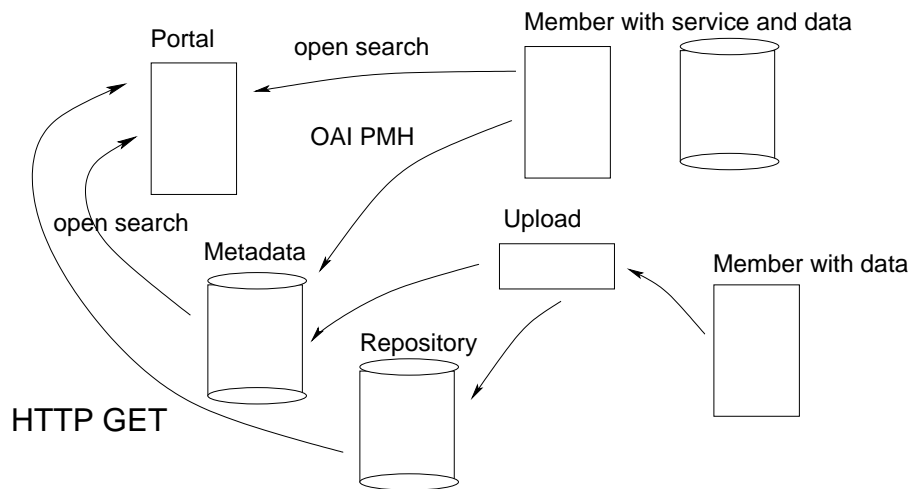 Member with service and data
Portal
open search
OAI PMH
open search
Upload
Metadata
Member with data
Repository
HTTP GET